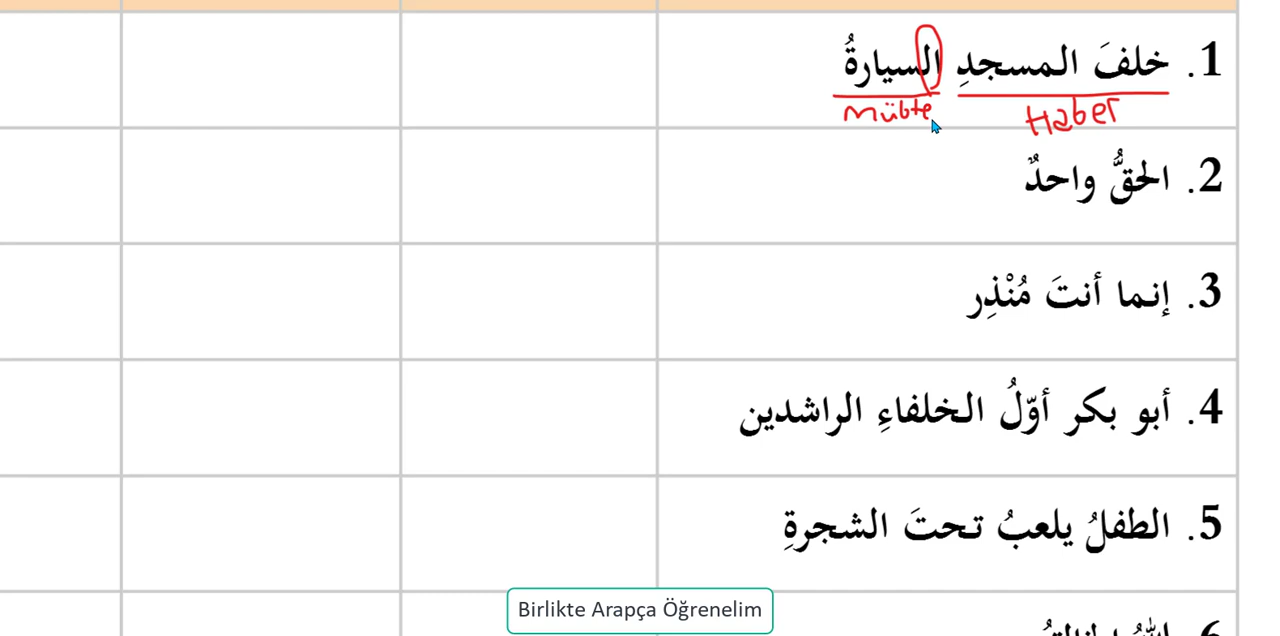 1. خلفَ المسجدِ السيارةُ
Haber Mübte
2. الحقُّ واحدٌ
3. إنما أنتَ مُنْذِر
4. أبو بكر أوّلُ الخلفاءِ الراشدين
5. الطفلُ يلعبُ تحتَ الشجرةِ
Birlikte Arapça Öğrenelim